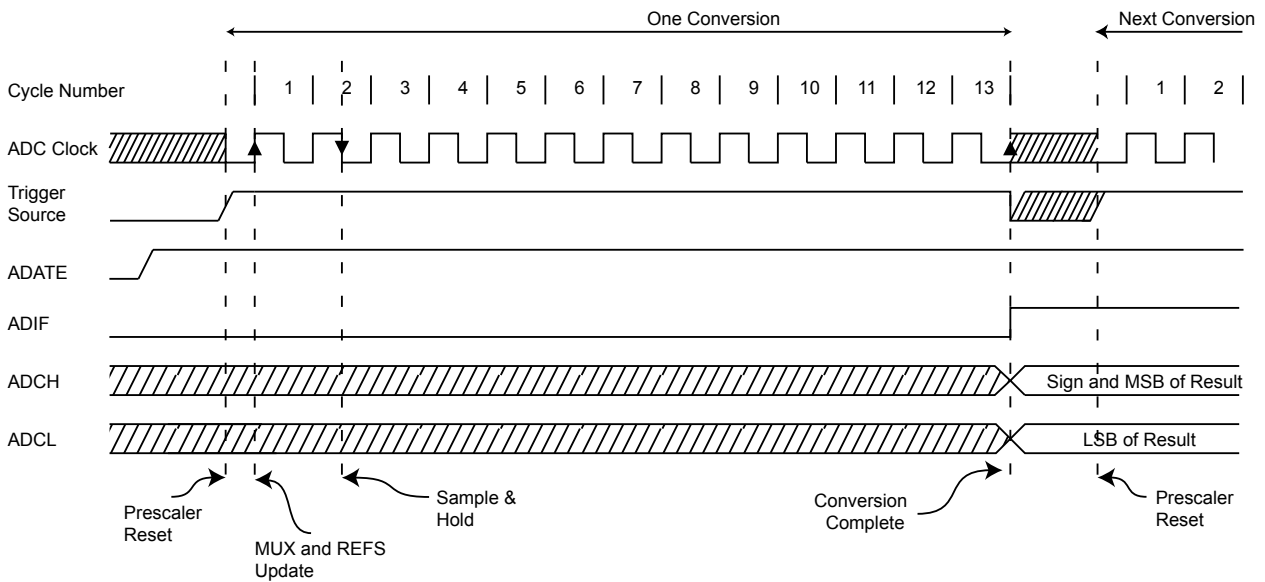 One Conversion
Next Conversion
Cycle Number
1 2 3 4 5 6 7 8 9 10 11 12 13 1 2
ADC Clock
Trigger
Source
ADATE
ADIF
ADCH
Sign and MSB of Result
ADCL
LSB of Result
Prescaler
Reset
MUX and REFS
Update
Sample &
Hold
Conversion
Complete
Prescaler
Reset